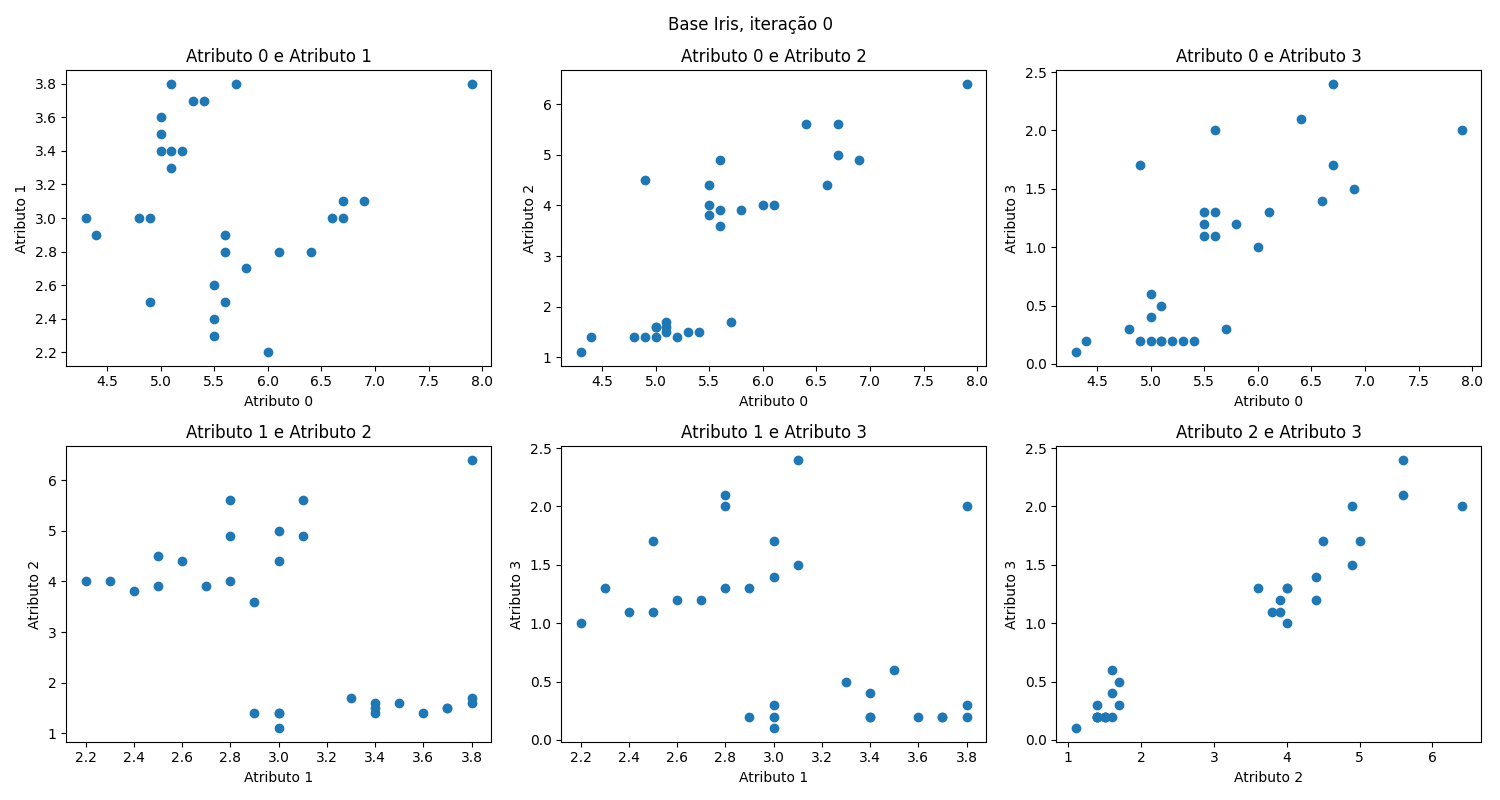 Base Iris, iteração 0
Atributo 0 e Atributo 1
3.8
3.6
3.4
3.2
3.0
2.8
2.6
2.4
2.2
Atributo 1
4.5 5.0 5.5 6.0 6.5 7.0 7.5 8.0
Atributo 0
Atributo 0 e Atributo 2
6
5
4
3
2
1
Atributo 2
4.5 5.0 5.5 6.0 6.5 7.0 7.5 8.0
Atributo 0
Atributo 0 e Atributo 3
2.5
2.0
1.5
1.0
0.5
0.0
Atributo 3
4.5 5.0 5.5 6.0 6.5 7.0 7.5 8.0
Atributo 0
Atributo 1 e Atributo 2
6
5
4
3
2
1
Atributo 2
2.2 2.4 2.6 2.8 3.0 3.2 3.4 3.6 3.8
Atributo 1
Atributo 1 e Atributo 3
2.5
2.0
1.5
1.0
0.5
0.0
Atributo 3
2.2 2.4 2.6 2.8 3.0 3.2 3.4 3.6 3.8
Atributo 1
Atributo 2 e Atributo 3
2.5
2.0
1.5
1.0
0.5
0.0
Atributo 3
1 2 3 4 5 6
Atributo 2